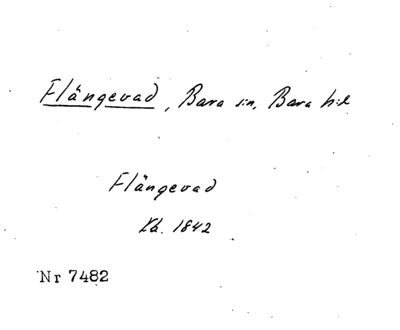 Flängevad, Bara sn, Bara hd
Flängevad
Kb. 1842
Nr 7482